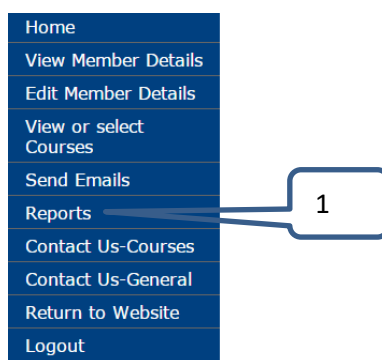 Home
View Member Details
Edit Member Details
View or select
Courses
Send Emails
Reports
1
Contact Us-Courses
Contact Us-General
Return to Website
Logout